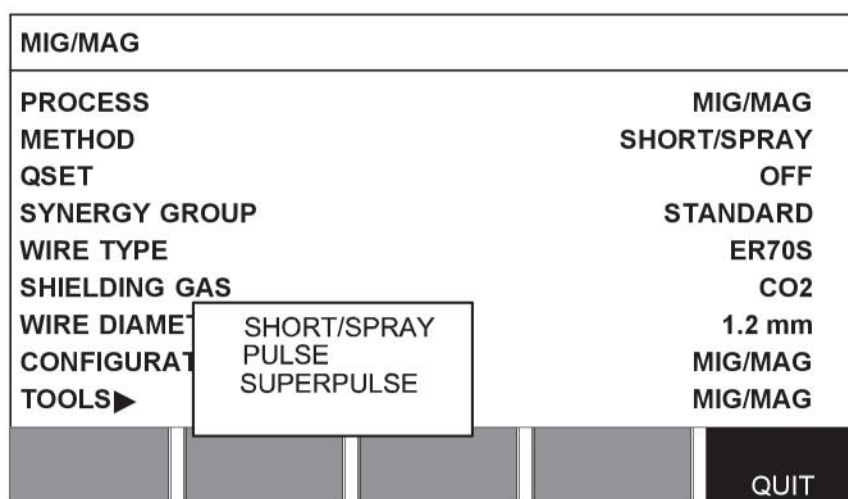 MIG/MAG
PROCESS MIG/MAG
METHOD SHORT/SPRAY
QSET OFF
SYNERGY GROUP STANDARD
WIRE TYPE ER70S
SHIELDING GAS CO2
WIRE DIAMET 1.2 mm
CONFIGURAT MIG/MAG
TOOLS▶ MIG/MAG
SHORT/SPRAY
PULSE
SUPERPULSE
QUIT